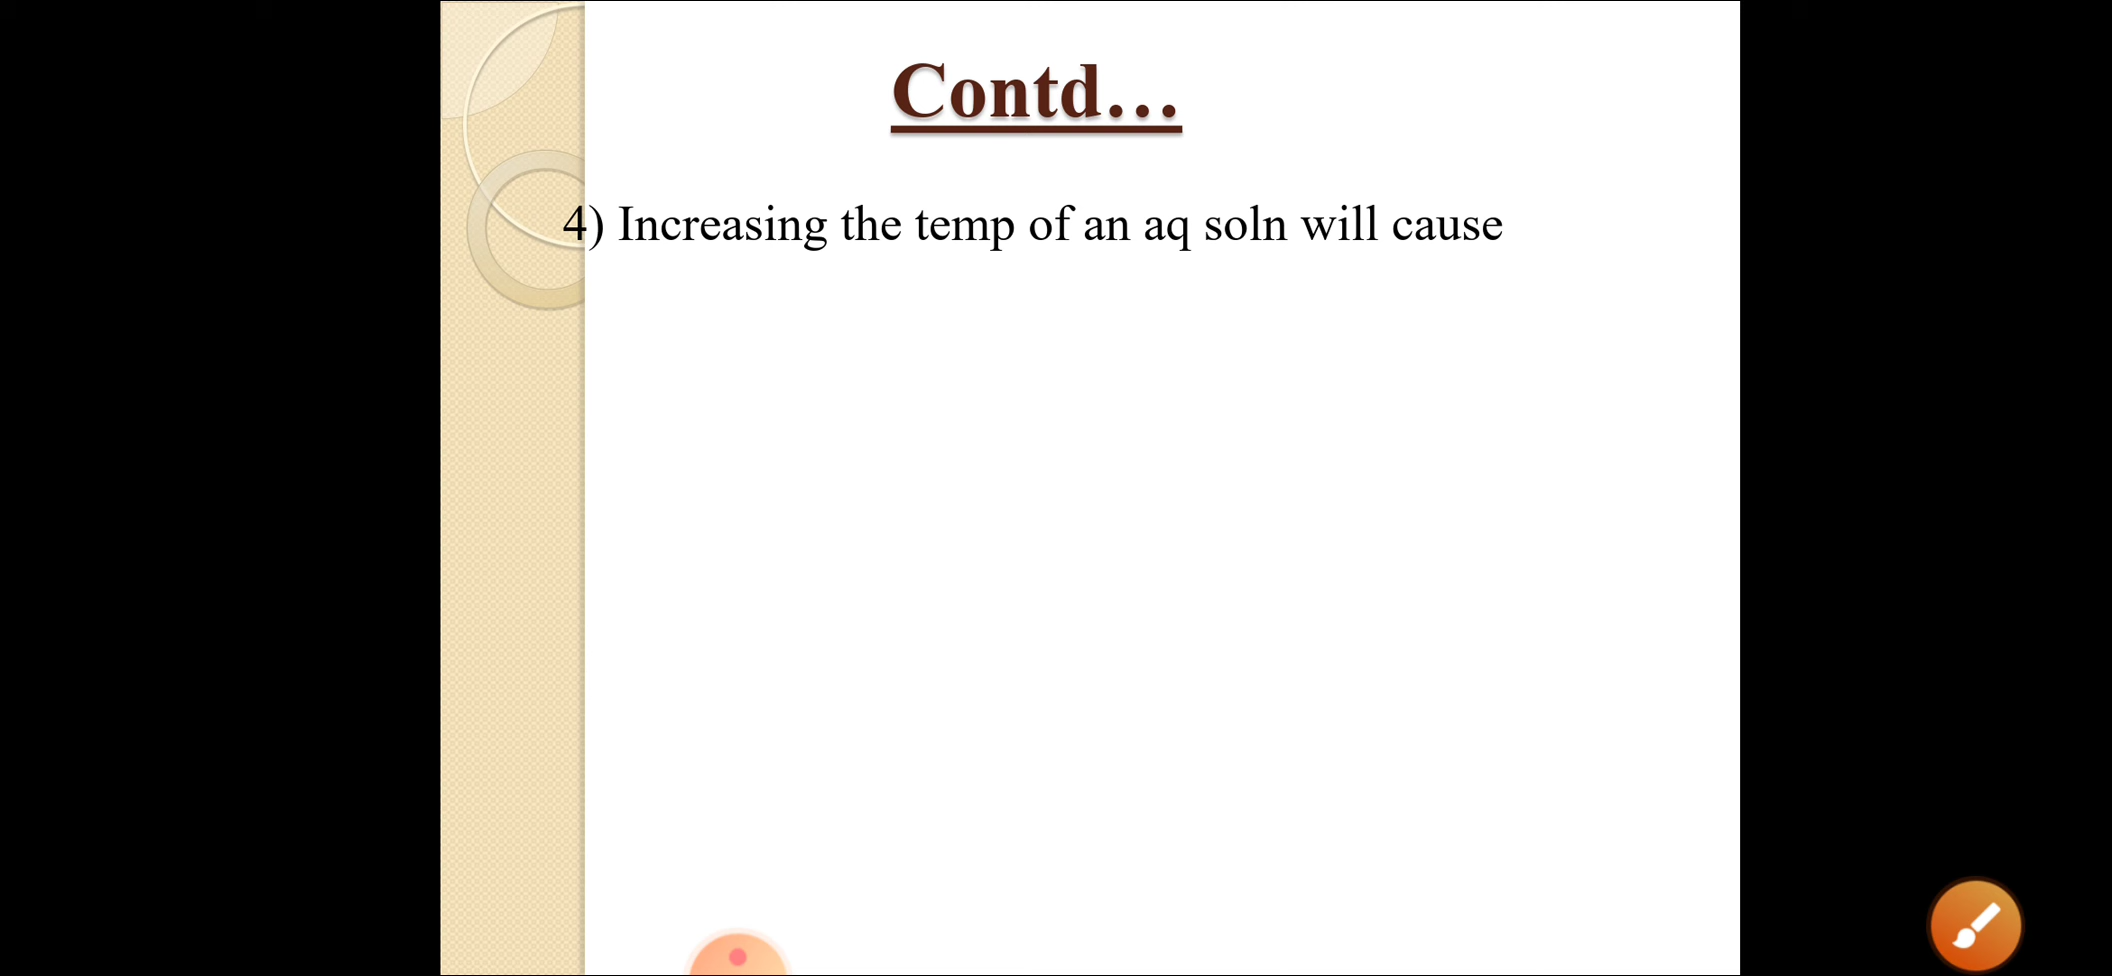 Contd...
4) Increasing the temp of an aq soln will cause